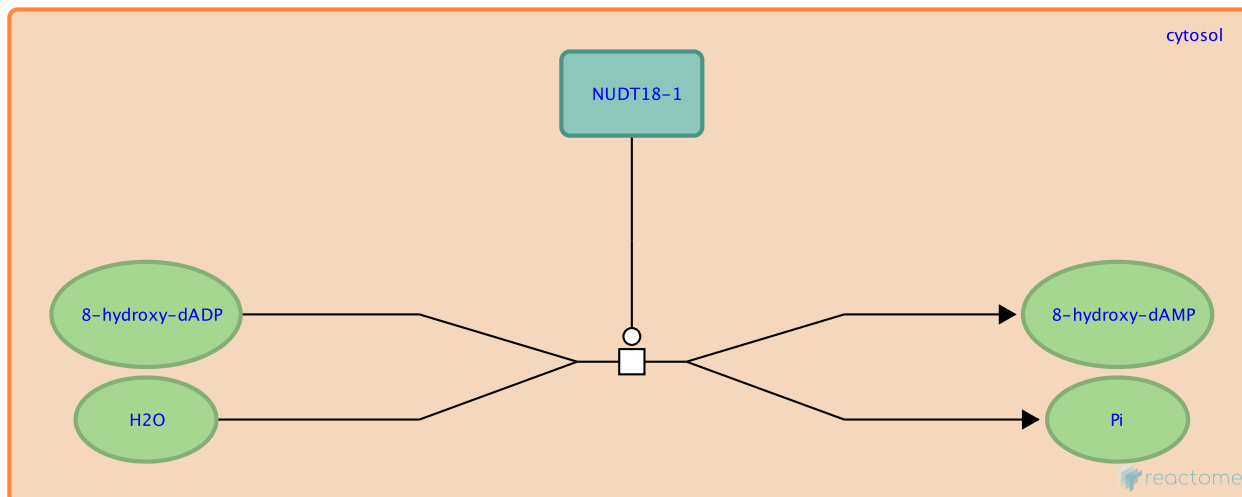 cytosol
NUDT18-1
8-hydroxy-dADP
8-hydroxy-dAMP
H2O
Pi
reactome